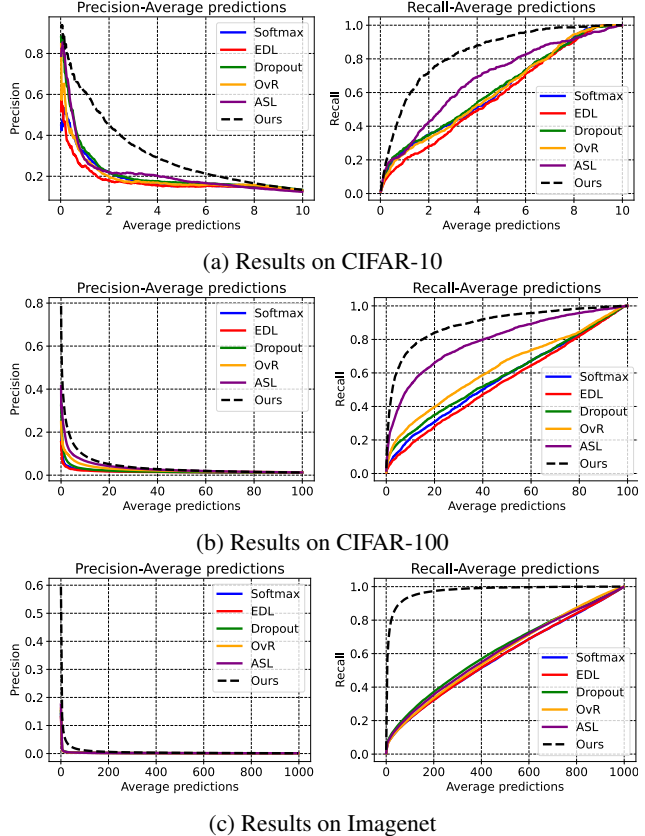 Precision-Average predictions
Precision
0.8
0.6
0.4
0.2
0 2 4 6 8 10
Average predictions
Softmax
EDL
Dropout
OvR
ASL
Ours
Recall-Average predictions
Recall
1.0
0.8
0.6
0.4
0.2
0.0
0 2 4 6 8 10
Average predictions
Softmax
EDL
Dropout
OvR
ASL
Ours
(a) Results on CIFAR-10
Precision-Average predictions
Precision
0.8
0.6
0.4
0.2
0.0
0 20 40 60 80 100
Average predictions
Softmax
EDL
Dropout
OvR
ASL
Ours
Recall-Average predictions
Recall
1.0
0.8
0.6
0.4
0.2
0.0
0 20 40 60 80 100
Average predictions
Softmax
EDL
Dropout
OvR
ASL
Ours
(b) Results on CIFAR-100
Precision-Average predictions
Precision
0.6
0.5
0.4
0.3
0.2
0.1
0.0
0 200 400 600 800 1000
Average predictions
Softmax
EDL
Dropout
OvR
ASL
Ours
Recall-Average predictions
Recall
1.0
0.8
0.6
0.4
0.2
0.0
0 200 400 600 800 1000
Average predictions
Softmax
EDL
Dropout
OvR
ASL
Ours
(c) Results on Imagenet